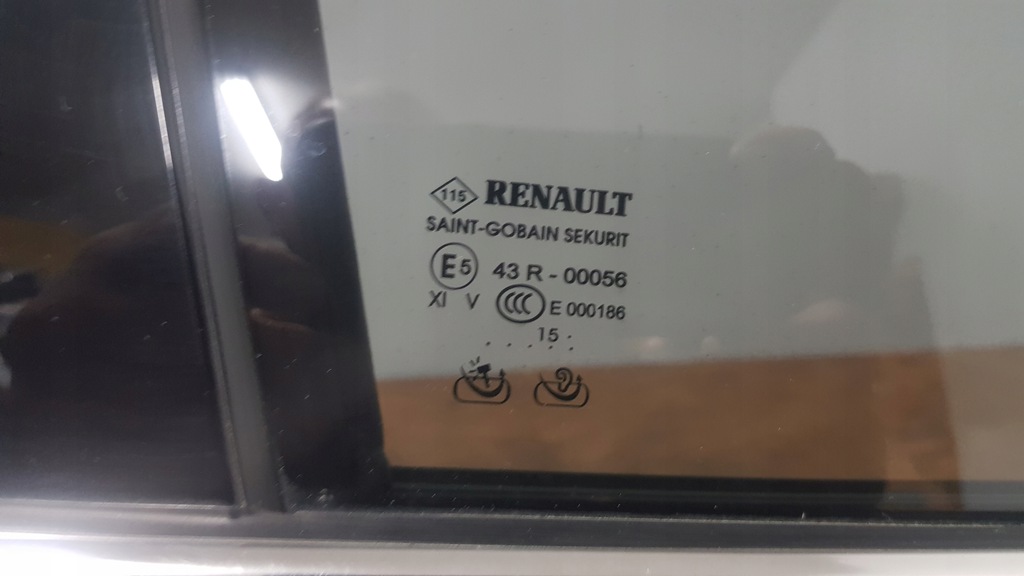 115 RENAULT
SAINT-GOBAIN SEKURIT
E5 43 R - 00056
XI V CCC E 000186
. . . . 15 :